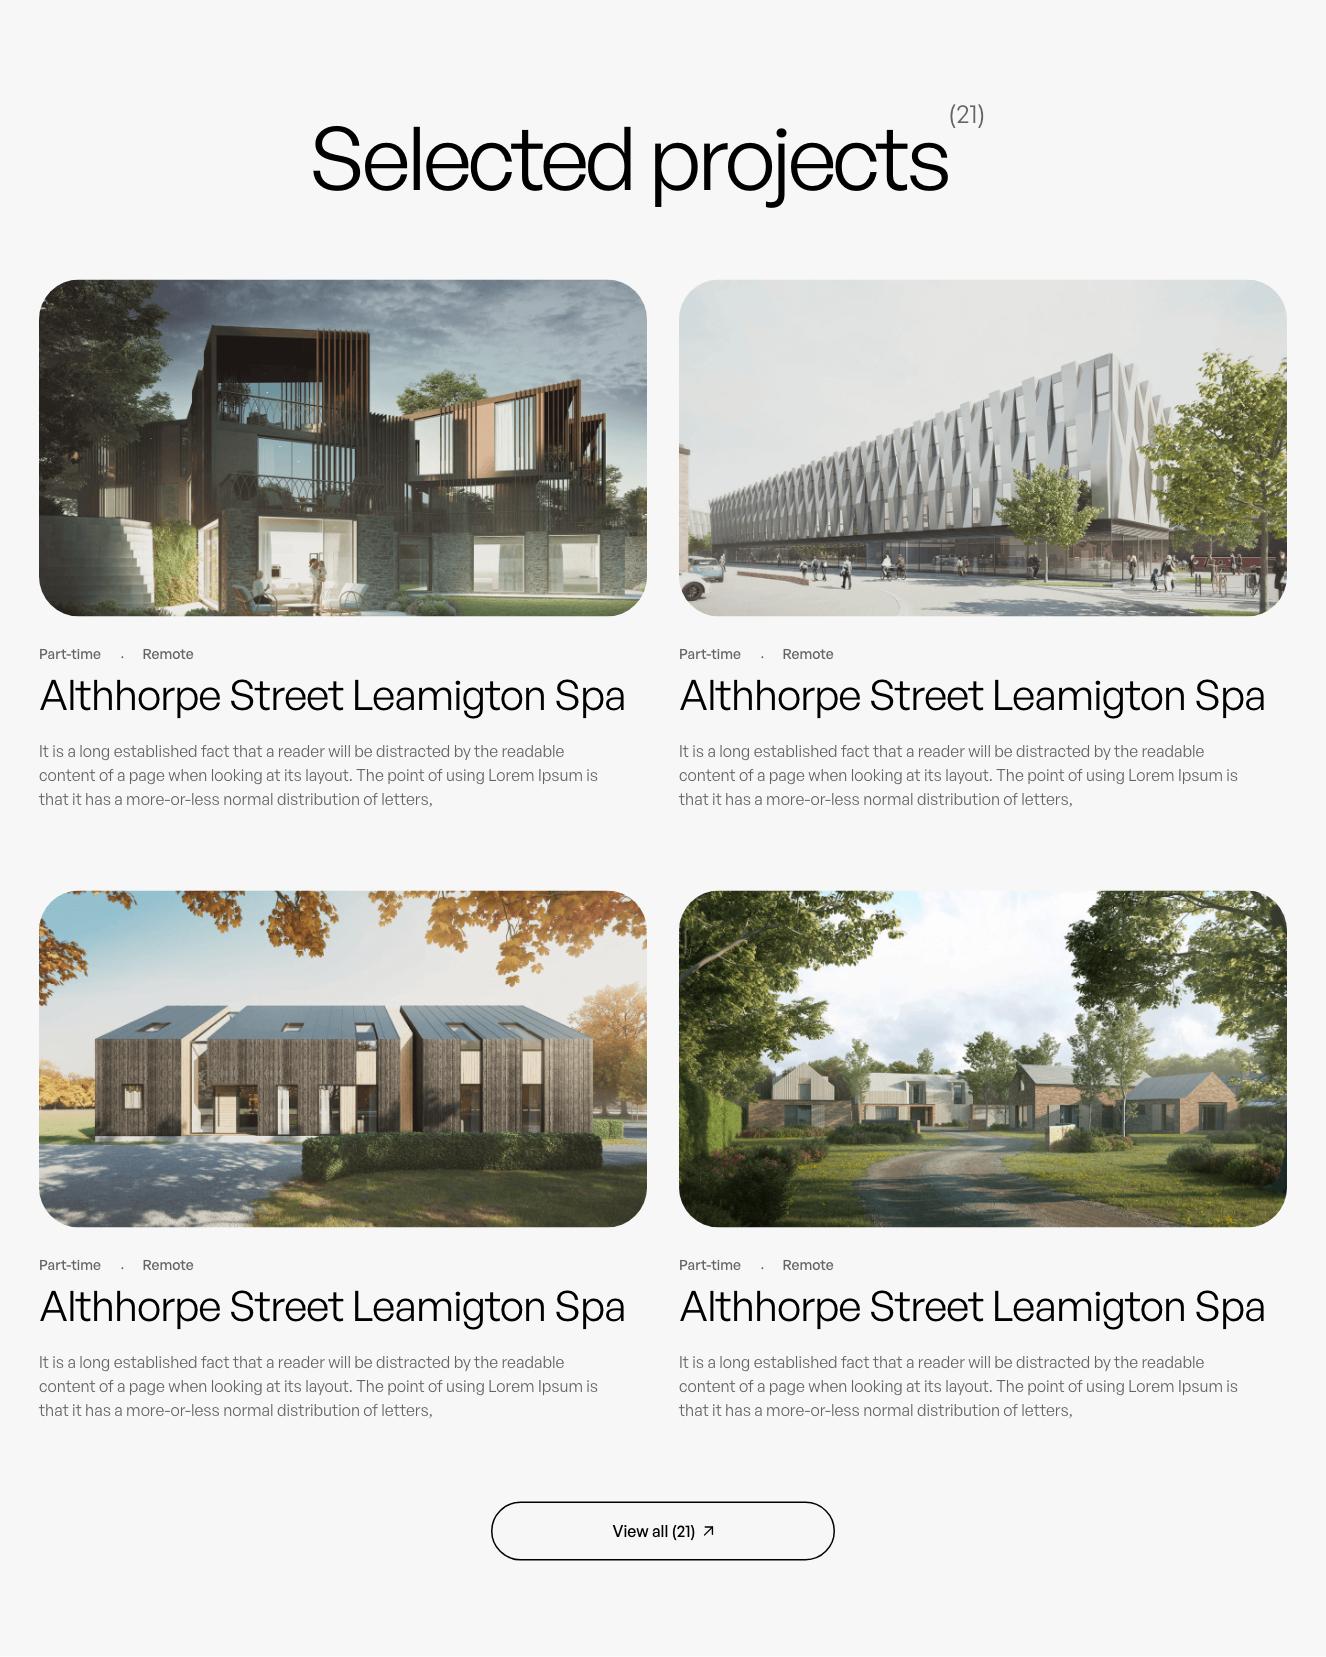 Selected projects (21)
Part-time . Remote
Althhorpe Street Leamigton Spa
It is a long established fact that a reader will be distracted by the readable
content of a page when looking at its layout. The point of using Lorem Ipsum is
that it has a more-or-less normal distribution of letters,
Part-time . Remote
Althhorpe Street Leamigton Spa
It is a long established fact that a reader will be distracted by the readable
content of a page when looking at its layout. The point of using Lorem Ipsum is
that it has a more-or-less normal distribution of letters,
Part-time . Remote
Althhorpe Street Leamigton Spa
It is a long established fact that a reader will be distracted by the readable
content of a page when looking at its layout. The point of using Lorem Ipsum is
that it has a more-or-less normal distribution of letters,
Part-time . Remote
Althhorpe Street Leamigton Spa
It is a long established fact that a reader will be distracted by the readable
content of a page when looking at its layout. The point of using Lorem Ipsum is
that it has a more-or-less normal distribution of letters,
View all (21) ↗